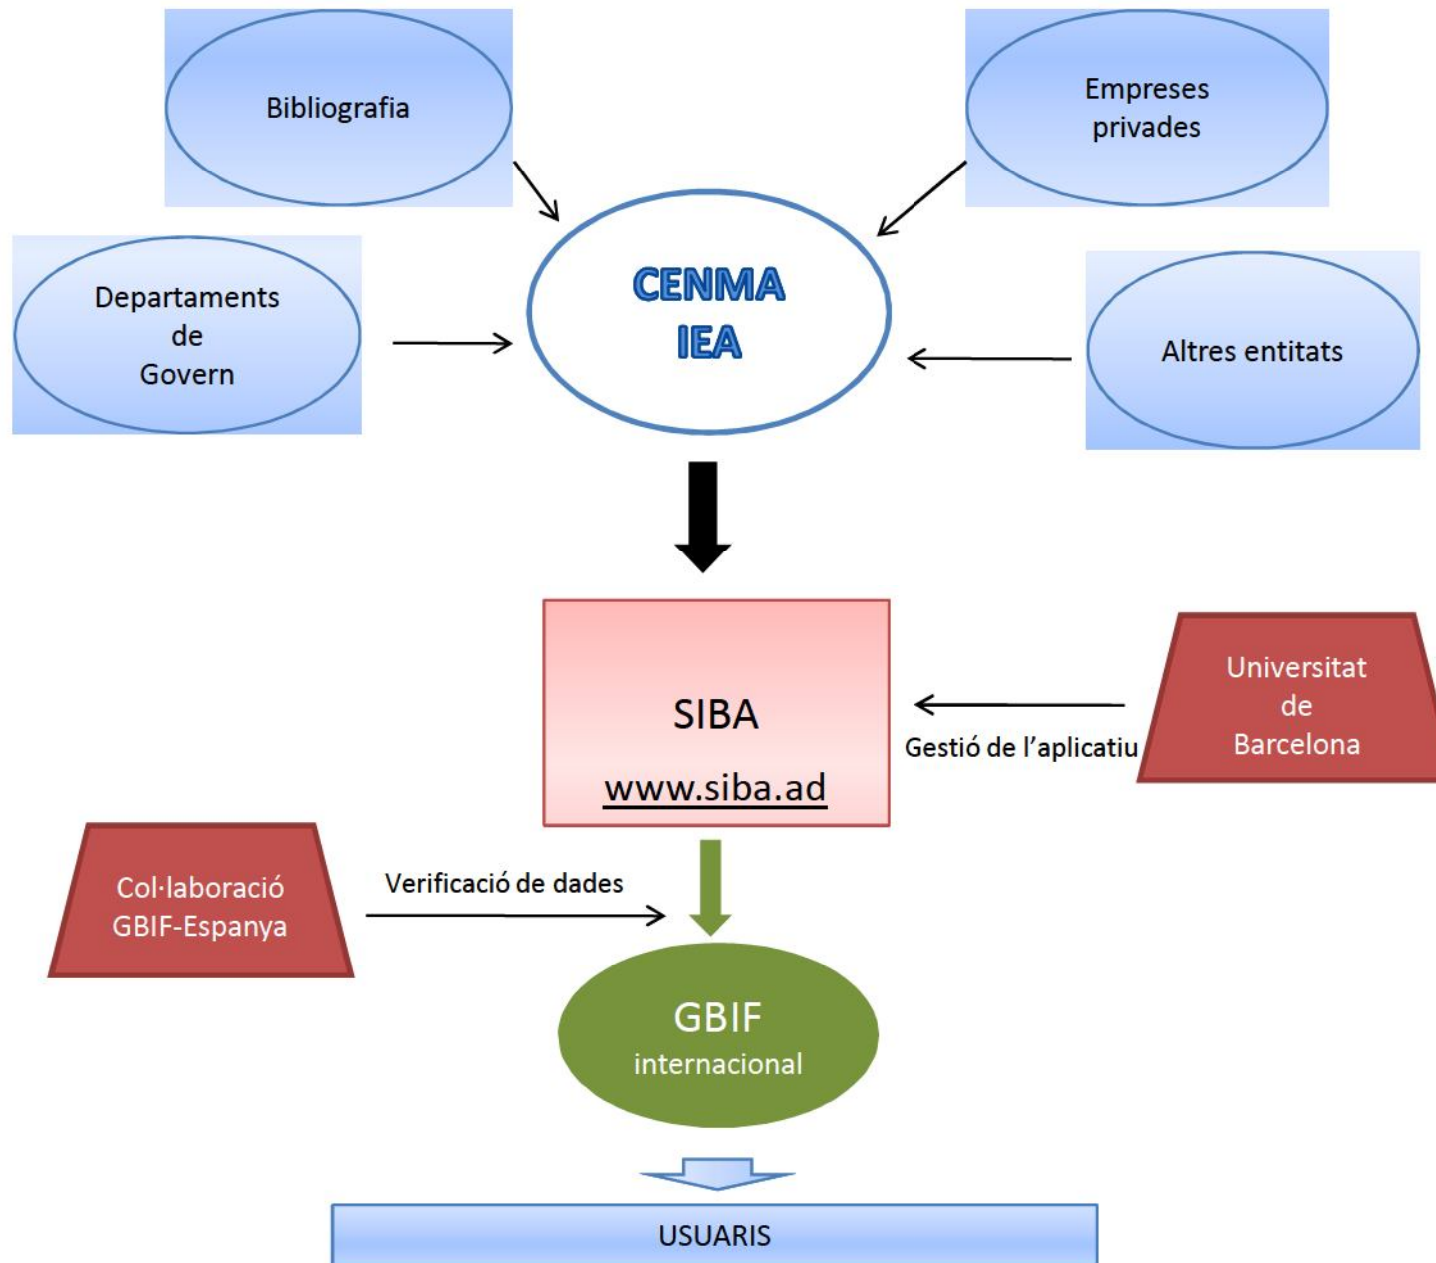 Bibliografia
Empreses
privades
Departaments
de
Govern
CENMA
IEA
Altres entitats
SIBA
www.siba.ad
Universitat
de
Barcelona
Gestió de l’aplicatiu
Col·laboració
GBIF-Espanya
Verificació de dades
GBIF
internacional
USUARIS